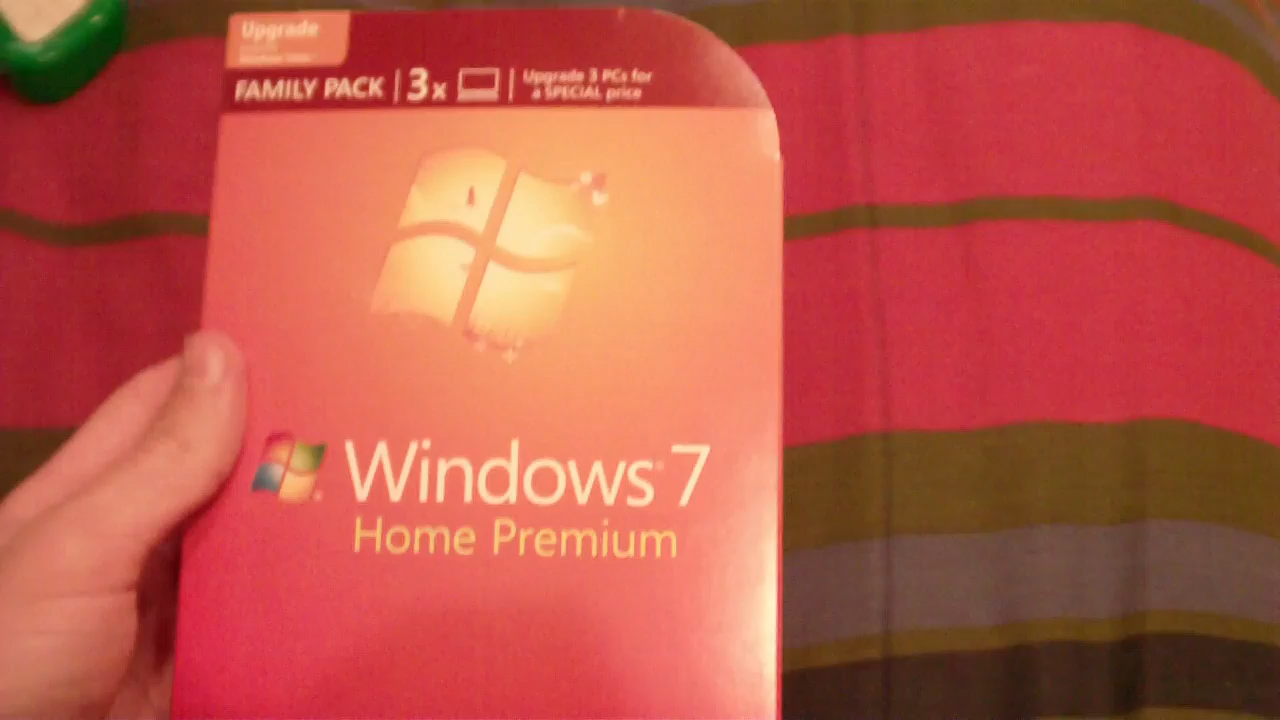 Upgrade
FAMILY PACK | 3x | Upgrade 3 PCs for
a SPECIAL price
Windows 7
Home Premium